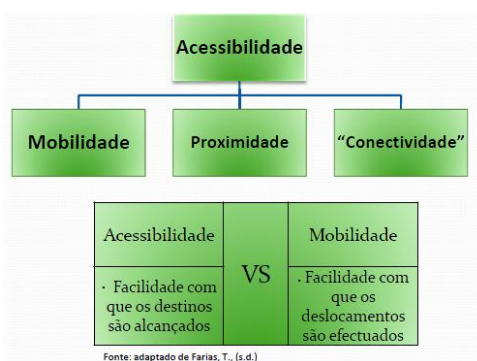 Acessibilidade
Mobilidade
Proximidade
“Conectividade”
Acessibilidade
VS
Mobilidade
· Facilidade com
que os destinos
são alcançados
. Facilidade com
que os
deslocamentos
são efectuados
Fonte: adaptado de Farias, T., (s.d.)